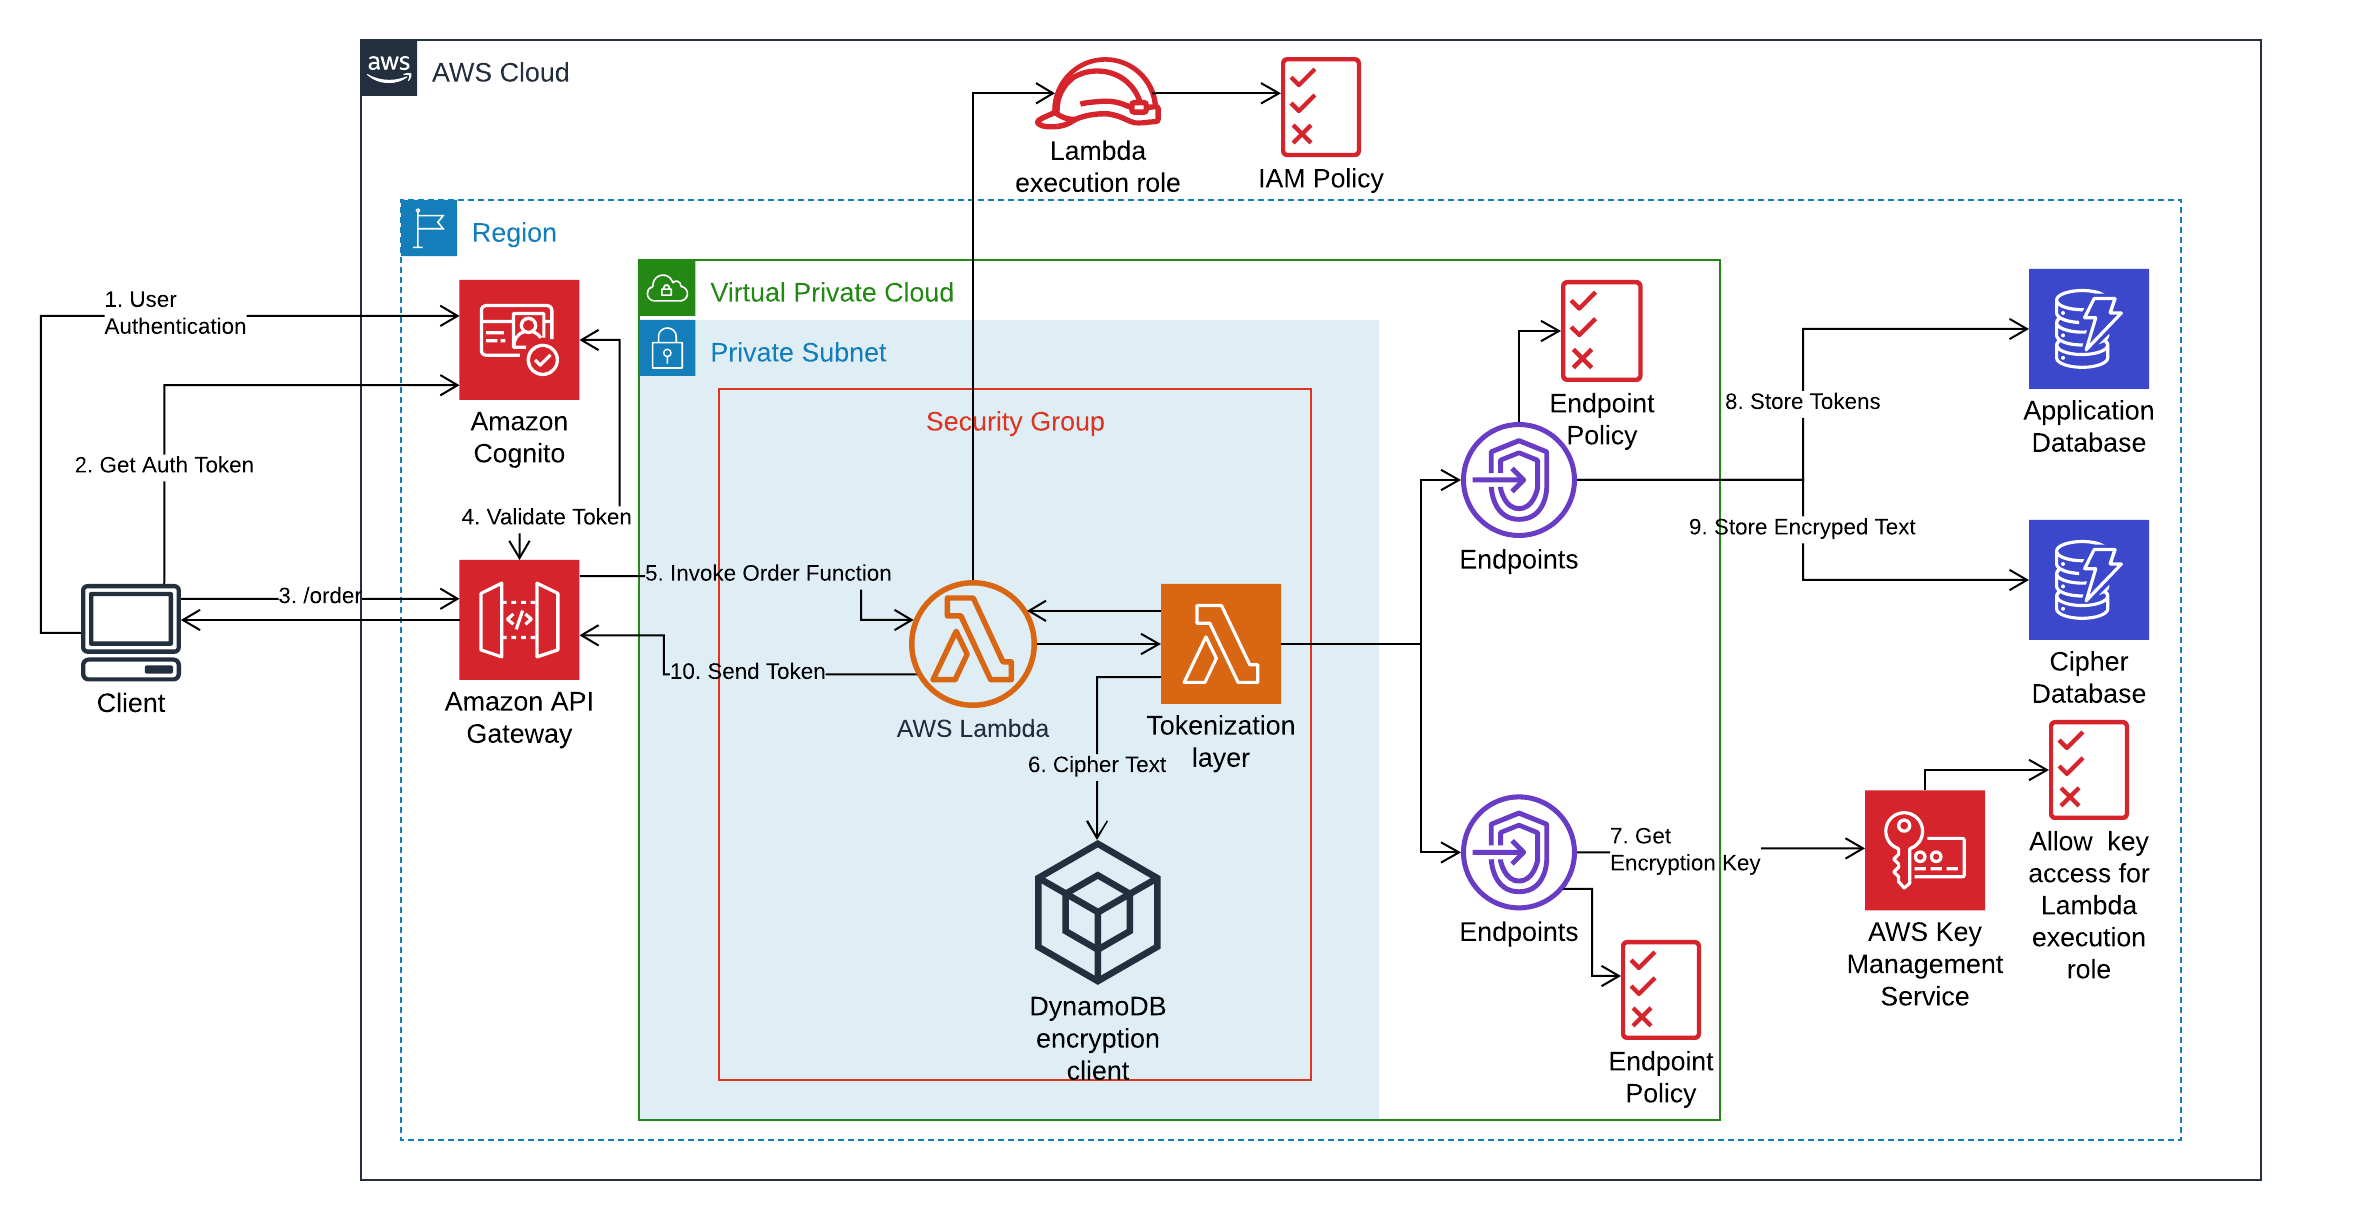 aws
AWS Cloud
Lambda
execution role
IAM Policy
Region
Virtual Private Cloud
Private Subnet
Security Group
1. User
Authentication
2. Get Auth Token
Amazon
Cognito
4. Validate Token
3. /order
Client
Amazon API
Gateway
5. Invoke Order Function
10. Send Token
AWS Lambda
Tokenization
layer
6. Cipher Text
DynamoDB
encryption
client
Endpoint
Policy
Endpoints
8. Store Tokens
9. Store Encryped Text
Application
Database
Cipher
Database
Endpoints
7. Get
Encryption Key
Endpoint
Policy
AWS Key
Management
Service
Allow  key
access for
Lambda
execution
role